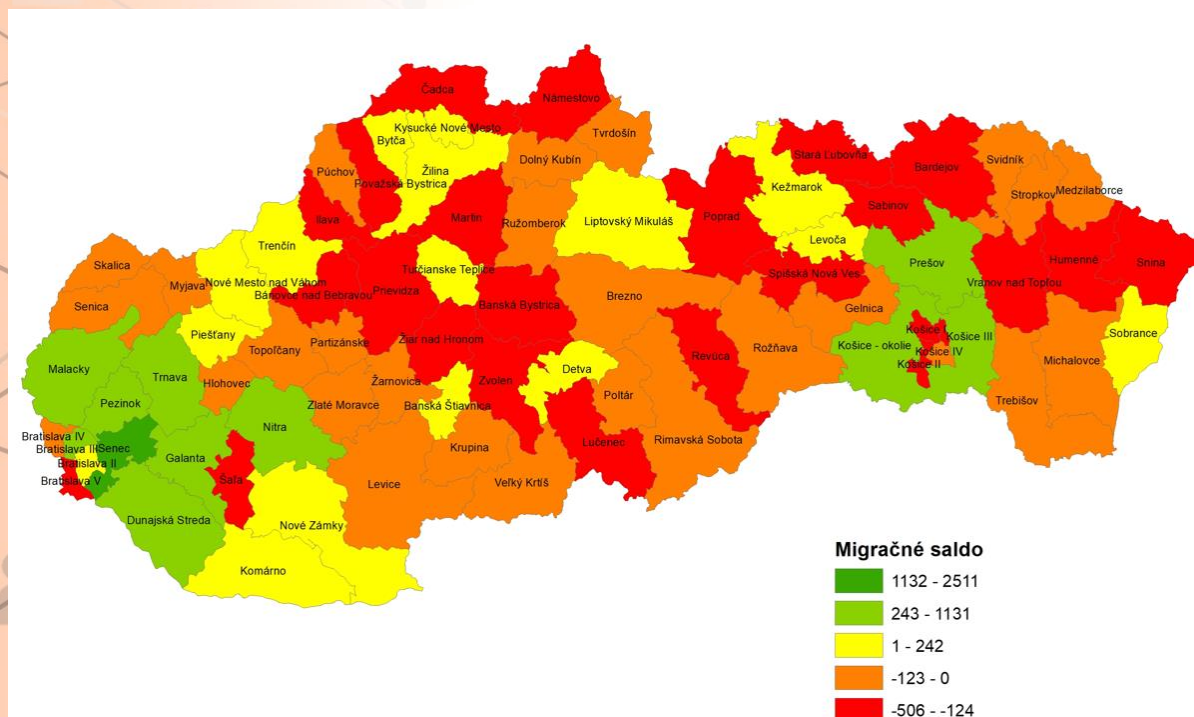 Čadca
Námestovo
Kysucké Nové Mesto
Bytča
Tvrdošín
Dolný Kubín
Púchov
Žilina
Považská Bystrica
Ilava
Martin
Ružomberok
Liptovský Mikuláš
Poprad
Kežmarok
Stará Ľubovňa
Bardejov
Svidník
Stropkov
Medzilaborce
Sabinov
Levoča
Trenčín
Turčianske Teplice
Prešov
Humenné
Snina
Skalica
Myjava
Nové Mesto nad Váhom
Bánovce nad Bebravou
Prievidza
Banská Bystrica
Brezno
Spišská Nová Ves
Gelnica
Vranov nad Topľou
Senica
Piešťany
Topoľčany
Partizánske
Žiar nad Hronom
Revúca
Rožňava
Košice - okolie
Košice I
Košice III
Košice IV
Košice II
Sobrance
Michalovce
Malacky
Trnava
Hlohovec
Žarnovica
Zvolen
Detva
Poltár
Pezinok
Zlaté Moravce
Banská Štiavnica
Trebišov
Nitra
Krupina
Lučenec
Rimavská Sobota
Bratislava IV
Bratislava III
Senec
Bratislava II
Bratislava V
Galanta
Šaľa
Levice
Veľký Krtíš
Dunajská Streda
Nové Zámky
Komárno
Migračné saldo
1132 - 2511
243 - 1131
1 - 242
-123 - 0
-506 - -124